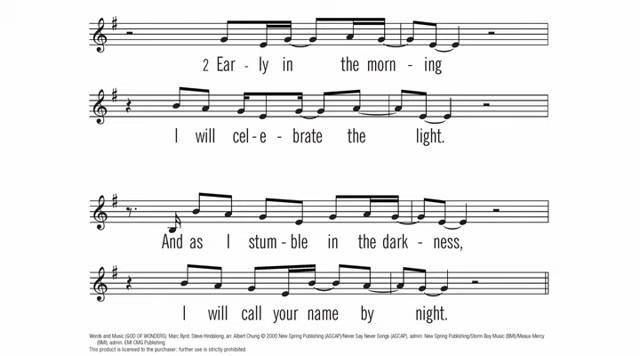 2 Ear - ly in the morn - ing
I will cel - e - brate the light.
And as I stum - ble in the dark - ness,
I will call your name by night.
Words and Music (GOD OF WONDERS): Marc Byrd, Steve Hindalong, arr. Albert Chung © 2000 New Spring Publishing (ASCAP)/Never Say Never Songs (ASCAP), admin: New Spring Publishing/Storm Boy Music (BMI)/Meaux Mercy
(BMI), admin. EMI CMG Publishing
This product is licensed to the purchaser; further use is strictly prohibited.